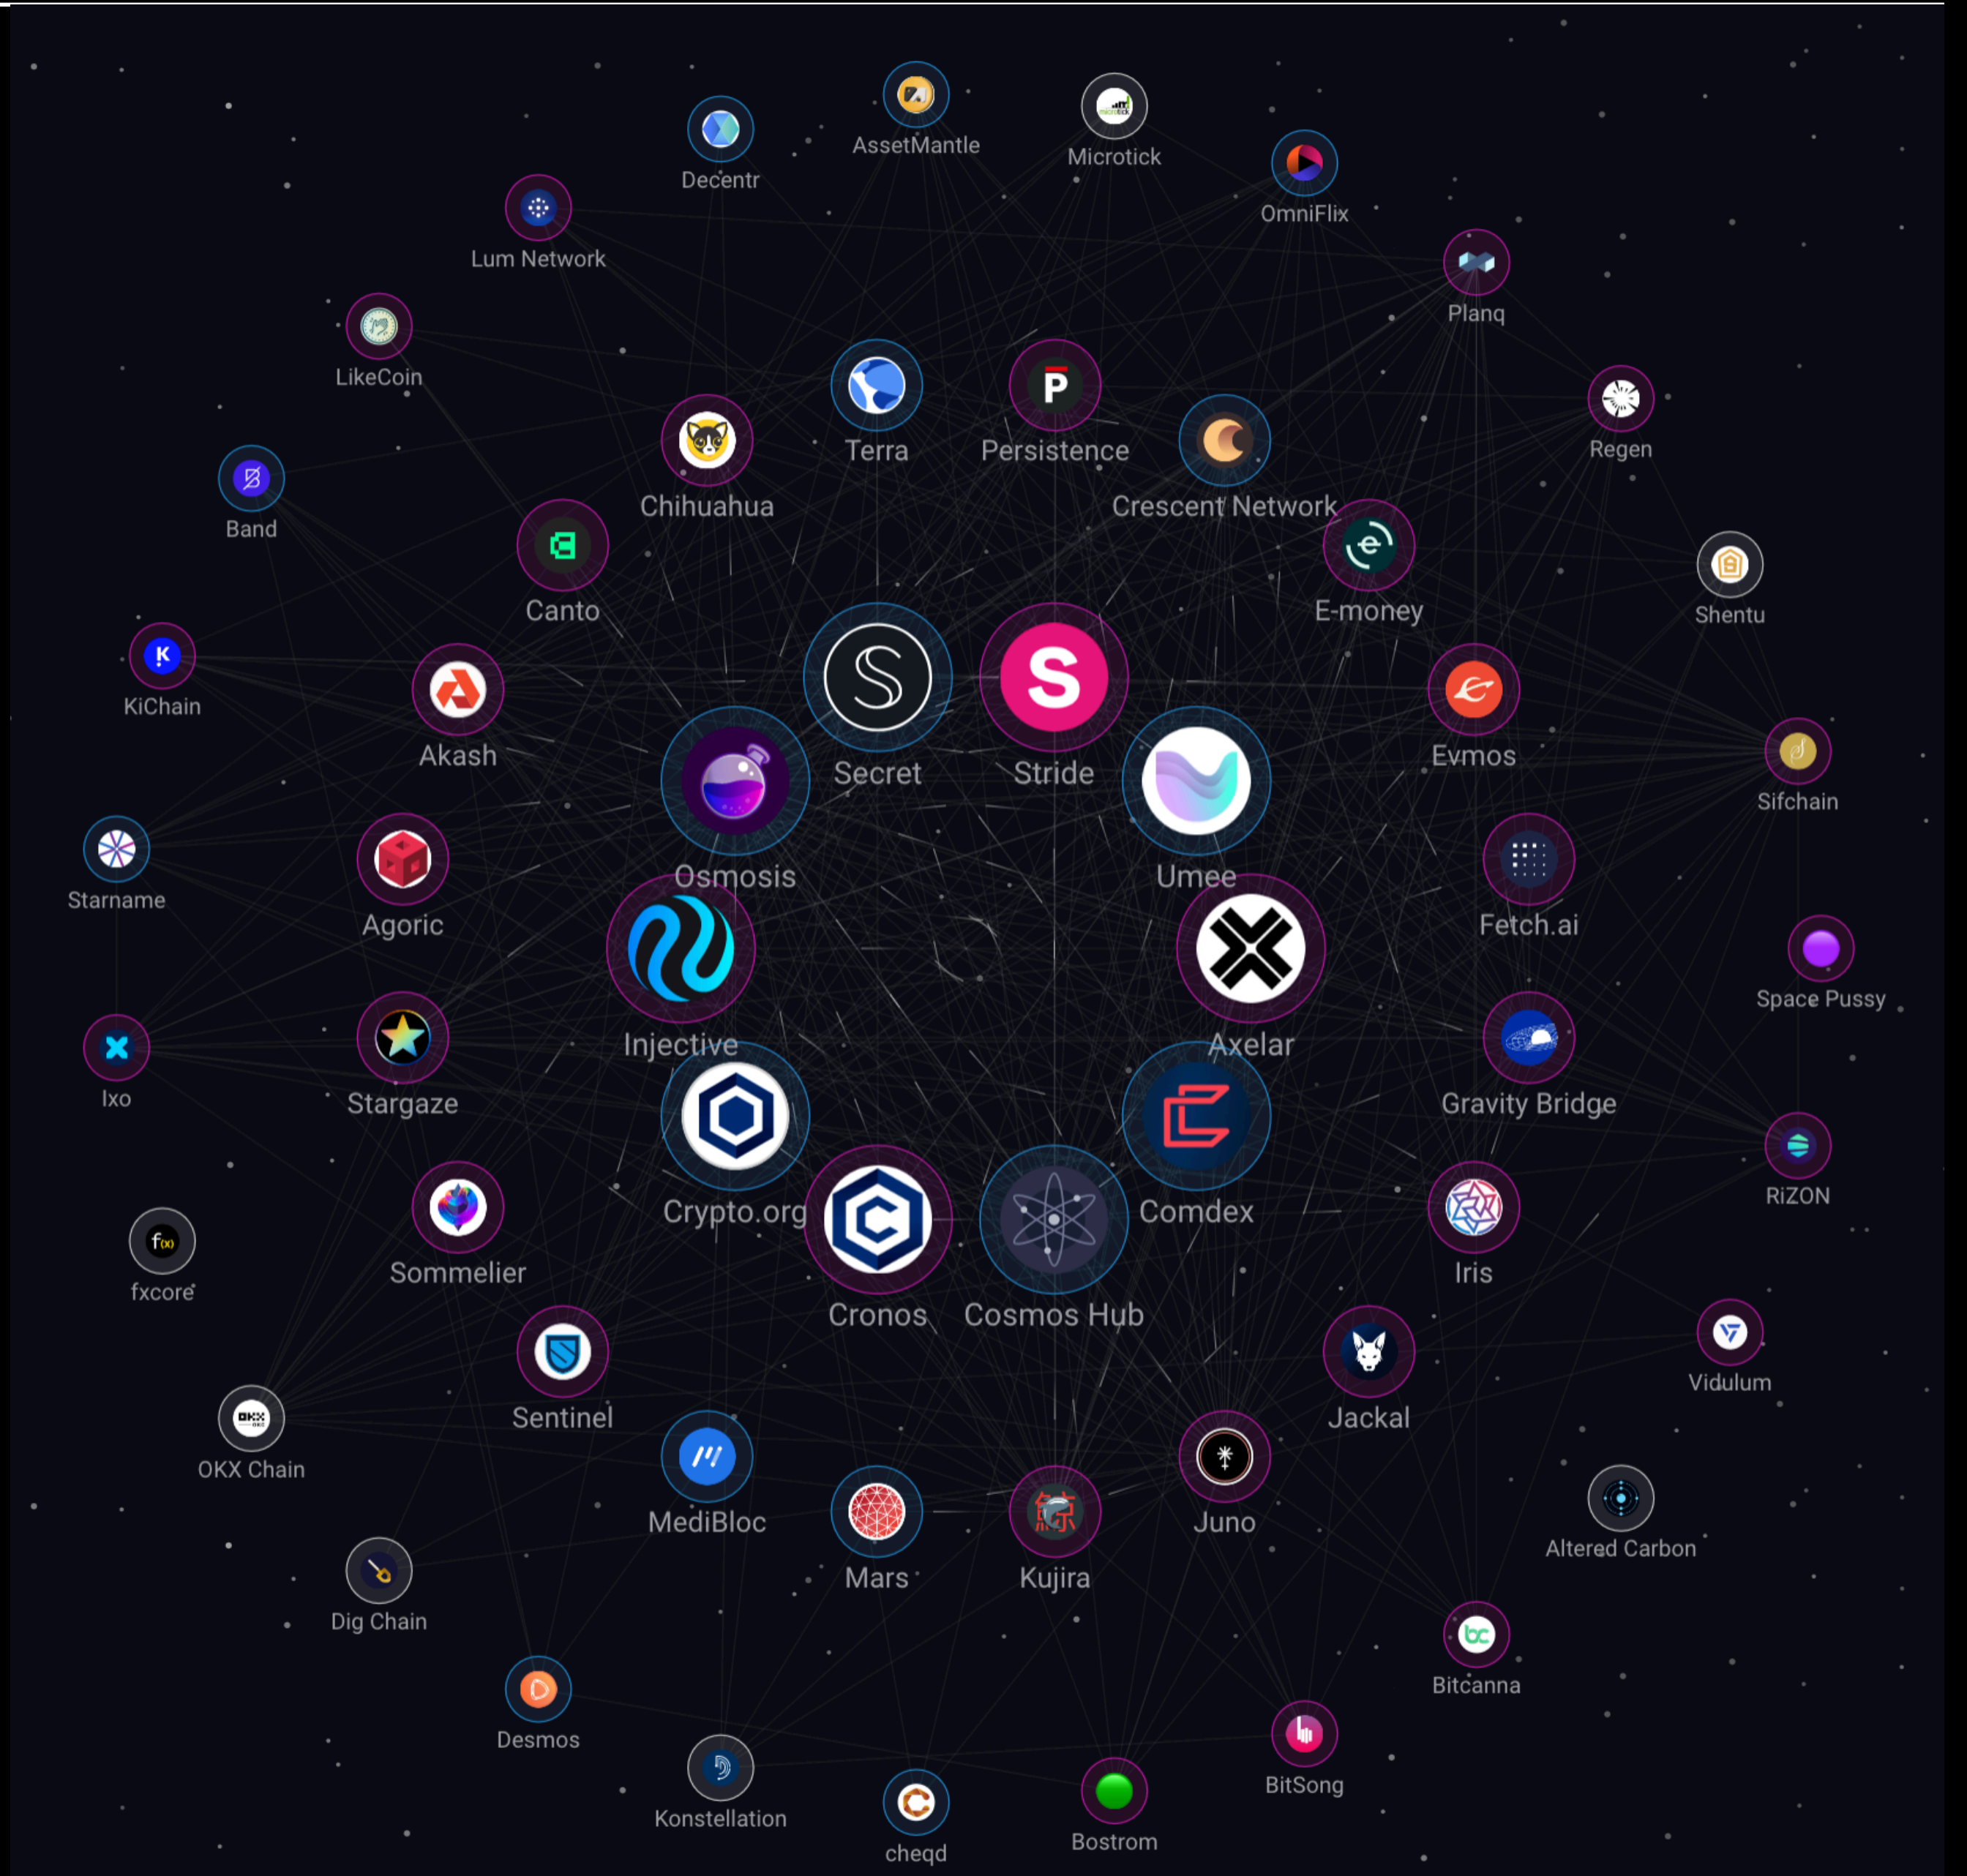 AssetMantle
Microtick
Decentr
OmniFlix
Lum Network
Planq
LikeCoin
Terra
Persistence
Regen
Chihuahua
Crescent Network
Band
Canto
E-money
Shentu
KiChain
Akash
Secret
Stride
Evmos
Sifchain
Osmosis
Umee
Starname
Agoric
Fetch.ai
Space Pussy
Injective
Axelar
Ixo
Stargaze
Gravity Bridge
RiZON
Crypto.org
Comdex
Sommelier
Iris
f(x)
fxcore
Cronos
Cosmos Hub
Vidulum
Sentinel
Jackal
OKX
OKX Chain
MediBloc
Juno
Altered Carbon
Mars
鯨
Kujira
Dig Chain
bc
Bitcanna
Desmos
BitSong
Konstellation
Bostrom
cheqd